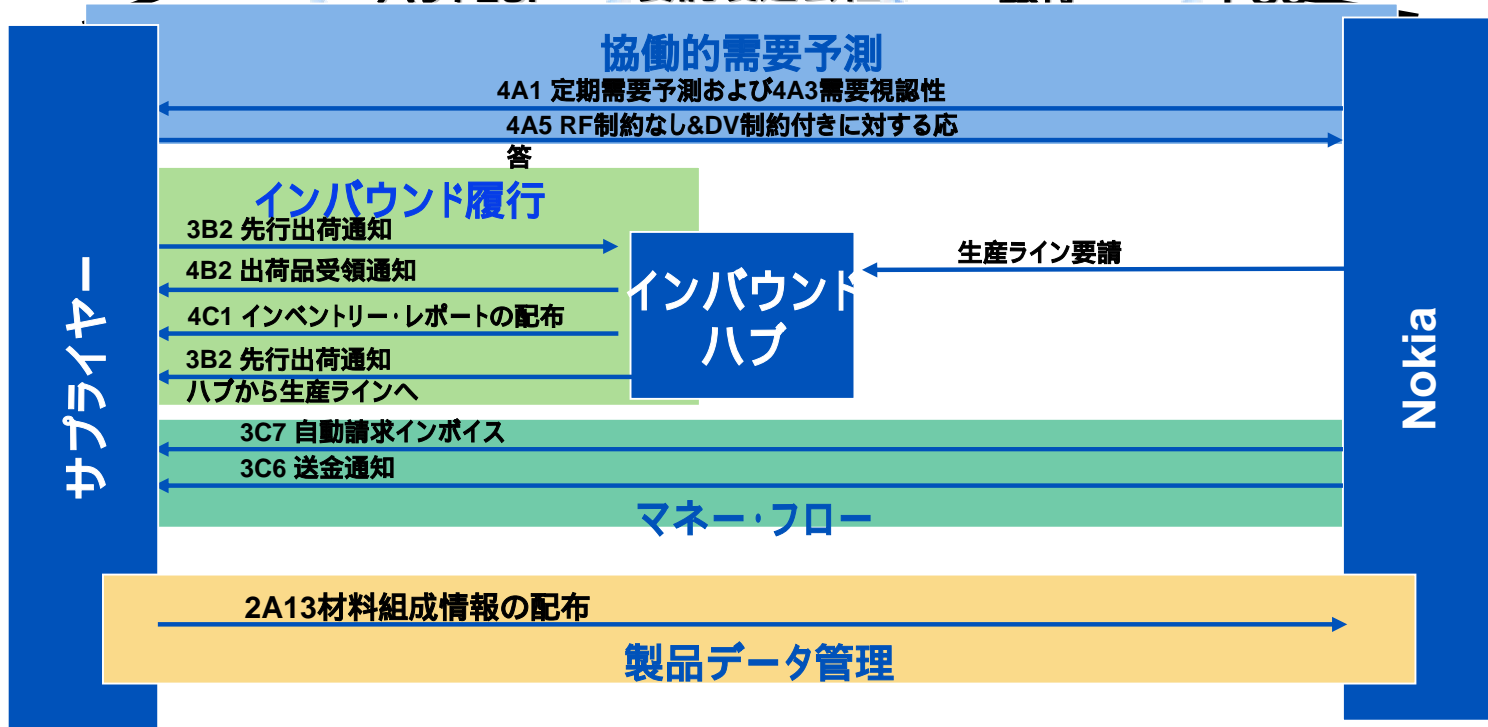 協働的需要予測
4A1 定期需要予測および4A3需要視認性
4A5 RF制約なし&DV制約付きに対する応
答
インバウンド履行
3B2 先行出荷通知
4B2 出荷品受領通知
4C1 インベントリー・レポートの配布
3B2 先行出荷通知
ハブから生産ラインへ
インバウンド
ハブ
生産ライン要請
サプライヤー
Nokia
3C7 自動請求インボイス
3C6 送金通知
マネー・フロー
2A13材料組成情報の配布
製品データ管理